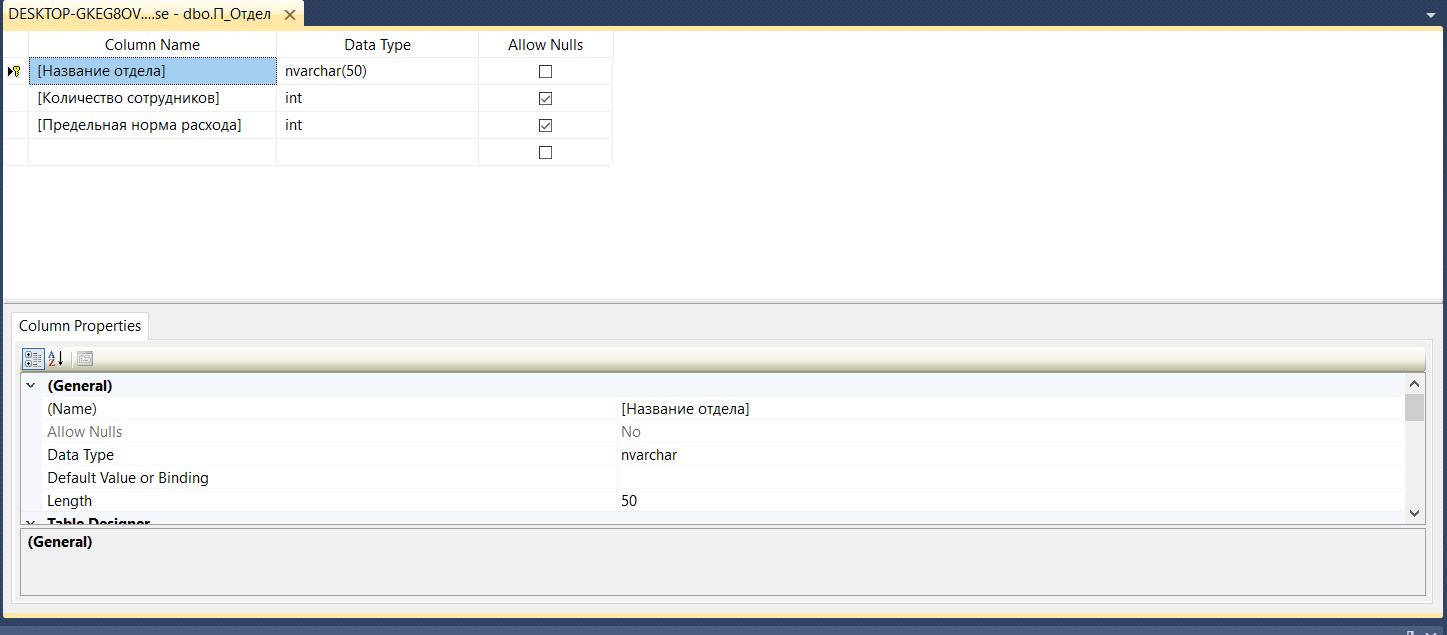 DESKTOP-GKEG8OV....se - dbo.П_Отдел
Column Name Data Type Allow Nulls
[Название отдела] nvarchar(50)
[Количество сотрудников] int
[Предельная норма расхода] int
Column Properties
(General)
(Name) [Название отдела]
Allow Nulls No
Data Type nvarchar
Default Value or Binding
Length 50
Table Designer
(General)